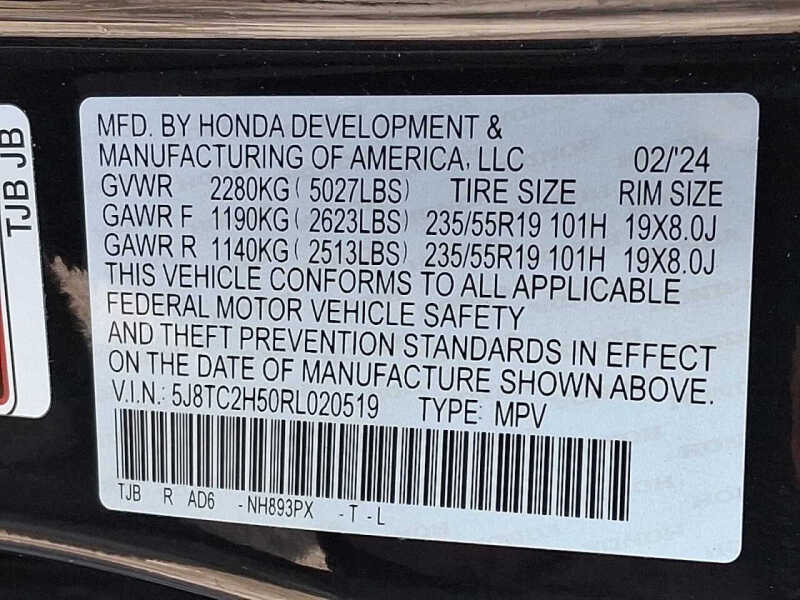 TJB JB
MFD. BY HONDA DEVELOPMENT &
MANUFACTURING OF AMERICA, LLC 02/'24
GVWR 2280KG ( 5027LBS) TIRE SIZE RIM SIZE
GAWR F 1190KG ( 2623LBS) 235/55R19 101H 19X8.0J
GAWR R 1140KG ( 2513LBS) 235/55R19 101H 19X8.0J
THIS VEHICLE CONFORMS TO ALL APPLICABLE
FEDERAL MOTOR VEHICLE SAFETY
AND THEFT PREVENTION STANDARDS IN EFFECT
ON THE DATE OF MANUFACTURE SHOWN ABOVE.
V.I.N.: 5J8TC2H50RL020519 TYPE: MPV
TJB R AD6 -NH893PX -T-L